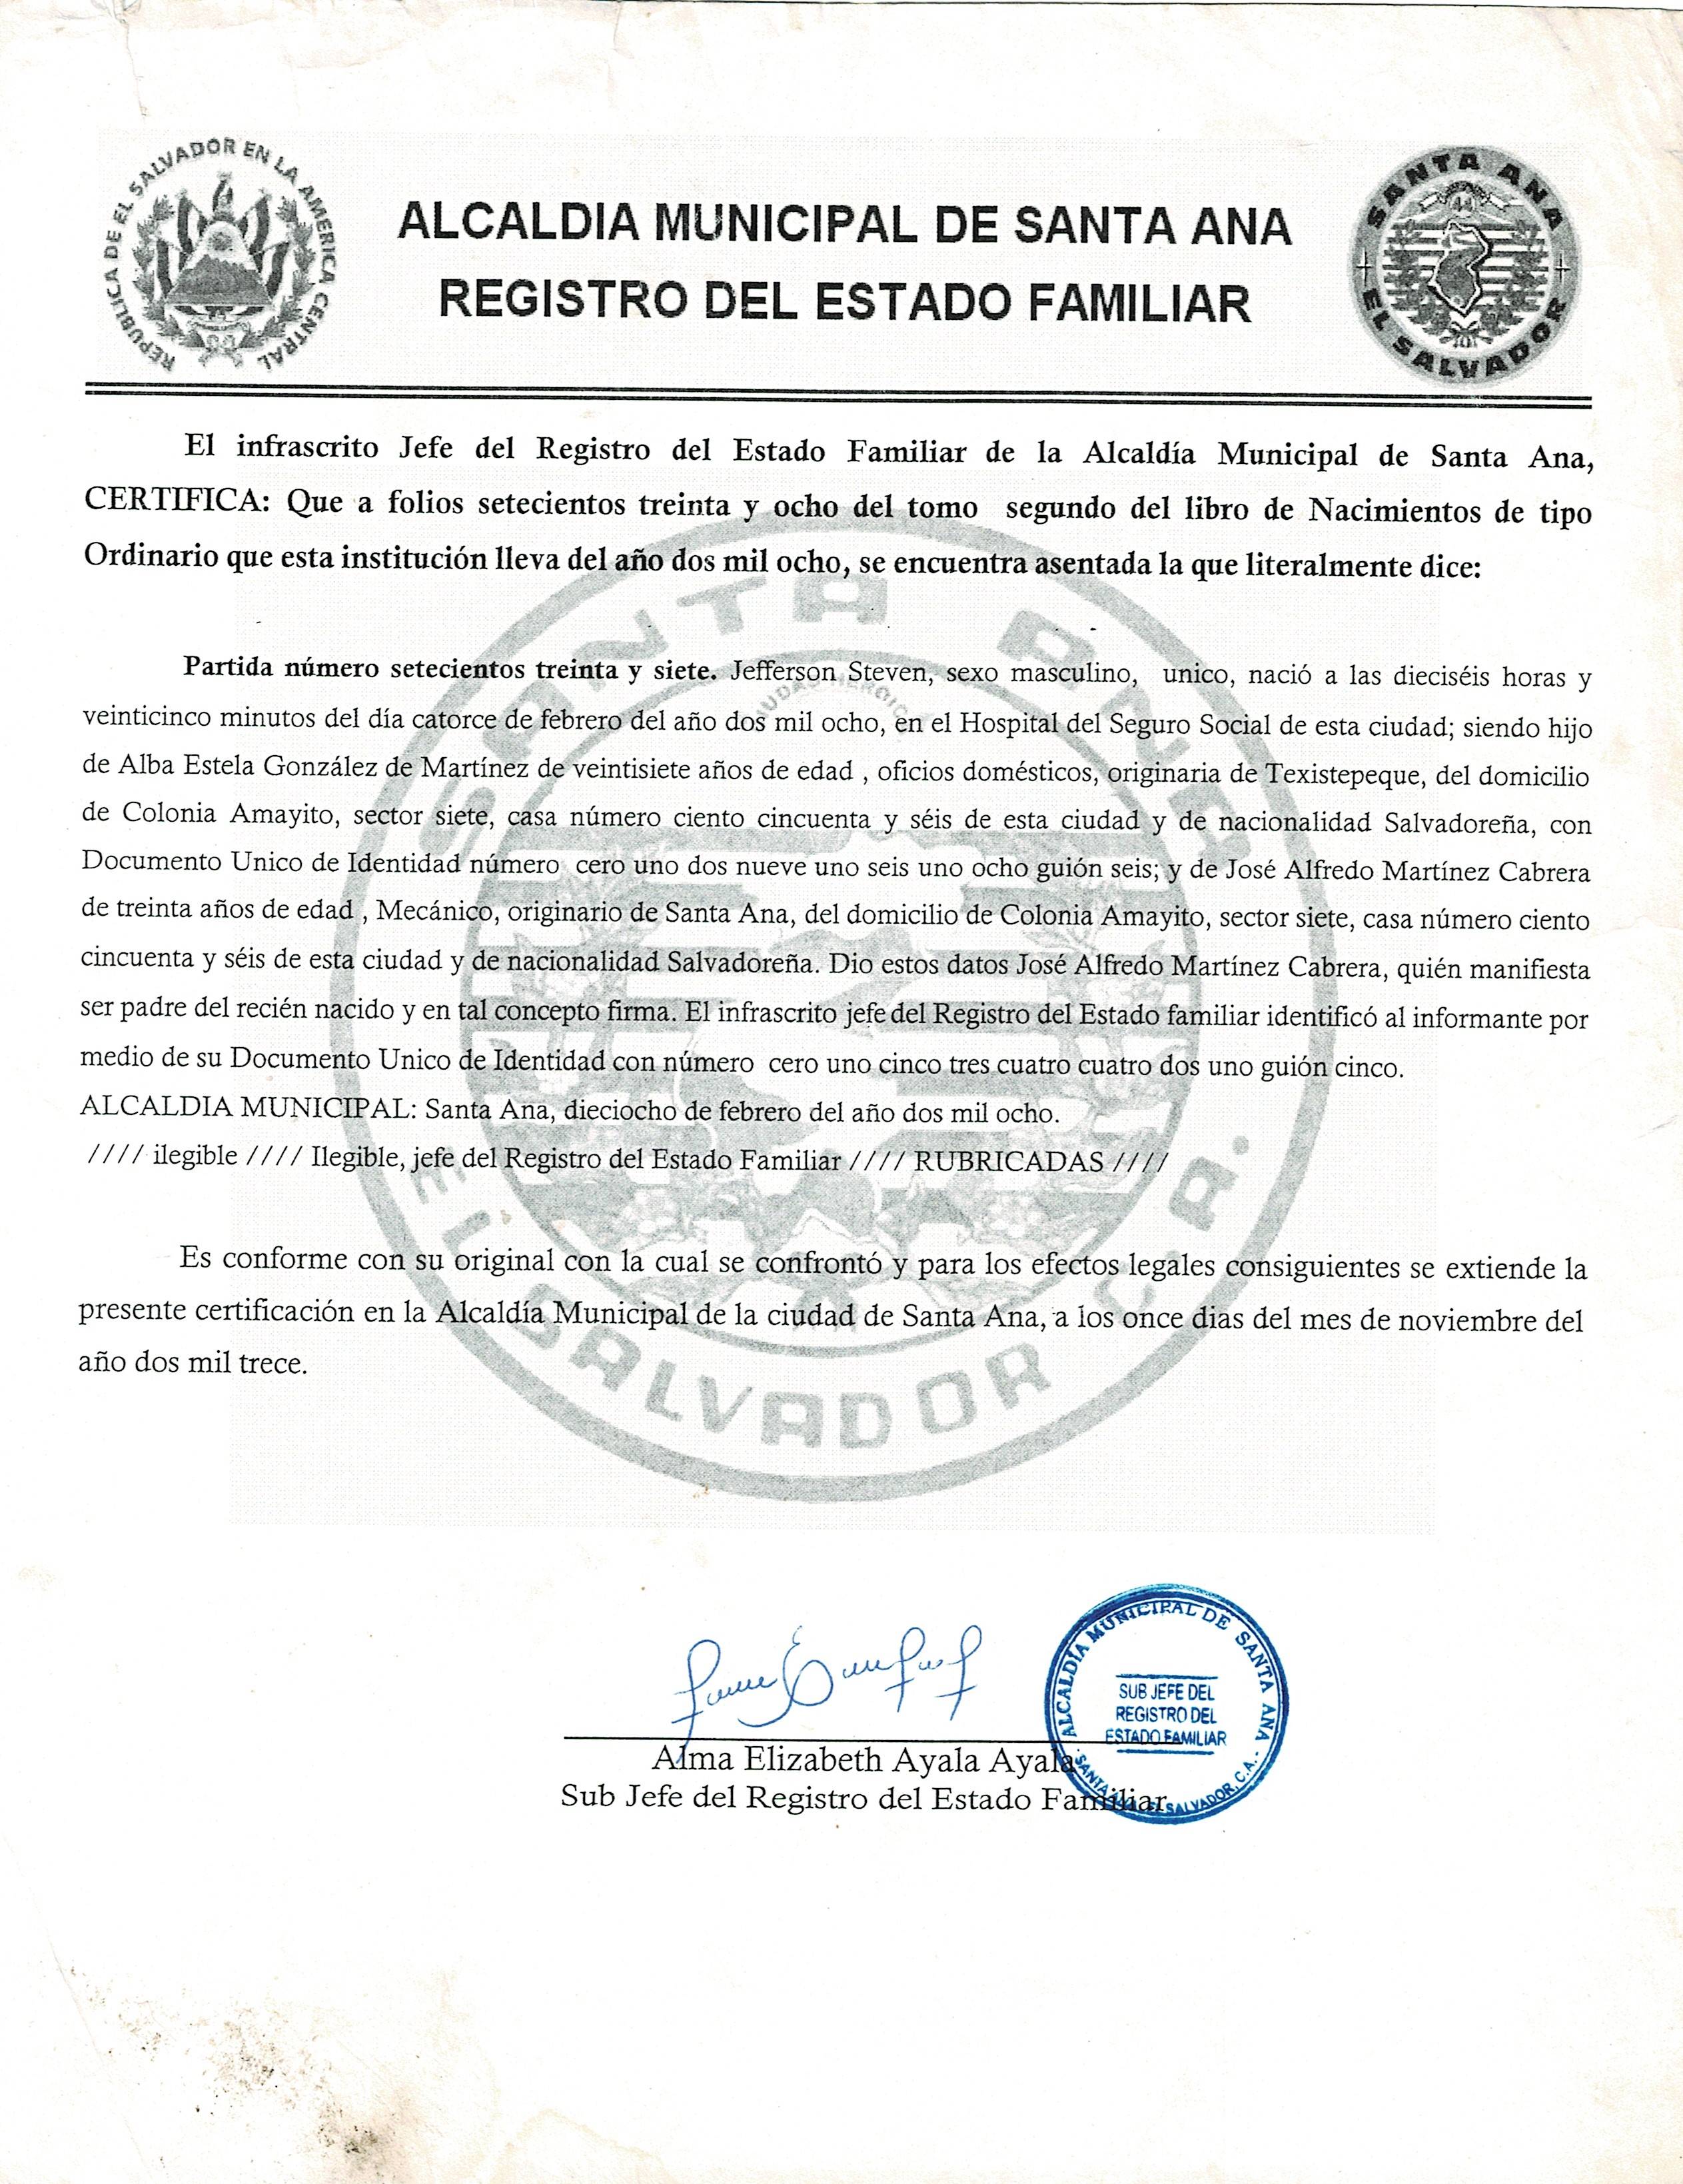 REPUBLICA DE EL SALVADOR EN LA AMERICA CENTRAL
ALCALDIA MUNICIPAL DE SANTA ANA
REGISTRO DEL ESTADO FAMILIAR
SANTA ANA
EL SALVADOR
El infrascrito Jefe del Registro del Estado Familiar de la Alcaldía Municipal de Santa Ana,
CERTIFICA: Que a folios setecientos treinta y ocho del tomo segundo del libro de Nacimientos de tipo
Ordinario que esta institución lleva del año dos mil ocho, se encuentra asentada la que literalmente dice:
Partida número setecientos treinta y siete. Jefferson Steven, sexo masculino, unico, nació a las dieciséis horas y
veinticinco minutos del día catorce de febrero del año dos mil ocho, en el Hospital del Seguro Social de esta ciudad; siendo hijo
de Alba Estela González de Martínez de veintisiete años de edad , oficios domésticos, originaria de Texistepeque, del domicilio
de Colonia Amayito, sector siete, casa número ciento cincuenta y séis de esta ciudad y de nacionalidad Salvadoreña, con
Documento Unico de Identidad número cero uno dos nueve uno seis uno ocho guión seis; y de José Alfredo Martínez Cabrera
de treinta años de edad , Mecánico, originario de Santa Ana, del domicilio de Colonia Amayito, sector siete, casa número ciento
cincuenta y séis de esta ciudad y de nacionalidad Salvadoreña. Dio estos datos José Alfredo Martínez Cabrera, quién manifiesta
ser padre del recién nacido y en tal concepto firma. El infrascrito jefe del Registro del Estado familiar identificó al informante por
medio de su Documento Unico de Identidad con número cero uno cinco tres cuatro cuatro dos uno guión cinco.
ALCALDIA MUNICIPAL: Santa Ana, dieciocho de febrero del año dos mil ocho.
//// ilegible //// Ilegible, jefe del Registro del Estado Familiar //// RUBRICADAS ////
Es conforme con su original con la cual se confrontó y para los efectos legales consiguientes se extiende la
presente certificación en la Alcaldía Municipal de la ciudad de Santa Ana, a los once dias del mes de noviembre del
año dos mil trece.
SANTA ANA
EL SALVADOR C.A.
ALCALDIA MUNICIPAL DE SANTA ANA
SUB JEFE DEL
REGISTRO DEL
ESTADO FAMILIAR
SANTA ANA EL SALVADOR, C.A.
Alma Elizabeth Ayala Ayala
Sub Jefe del Registro del Estado Familiar